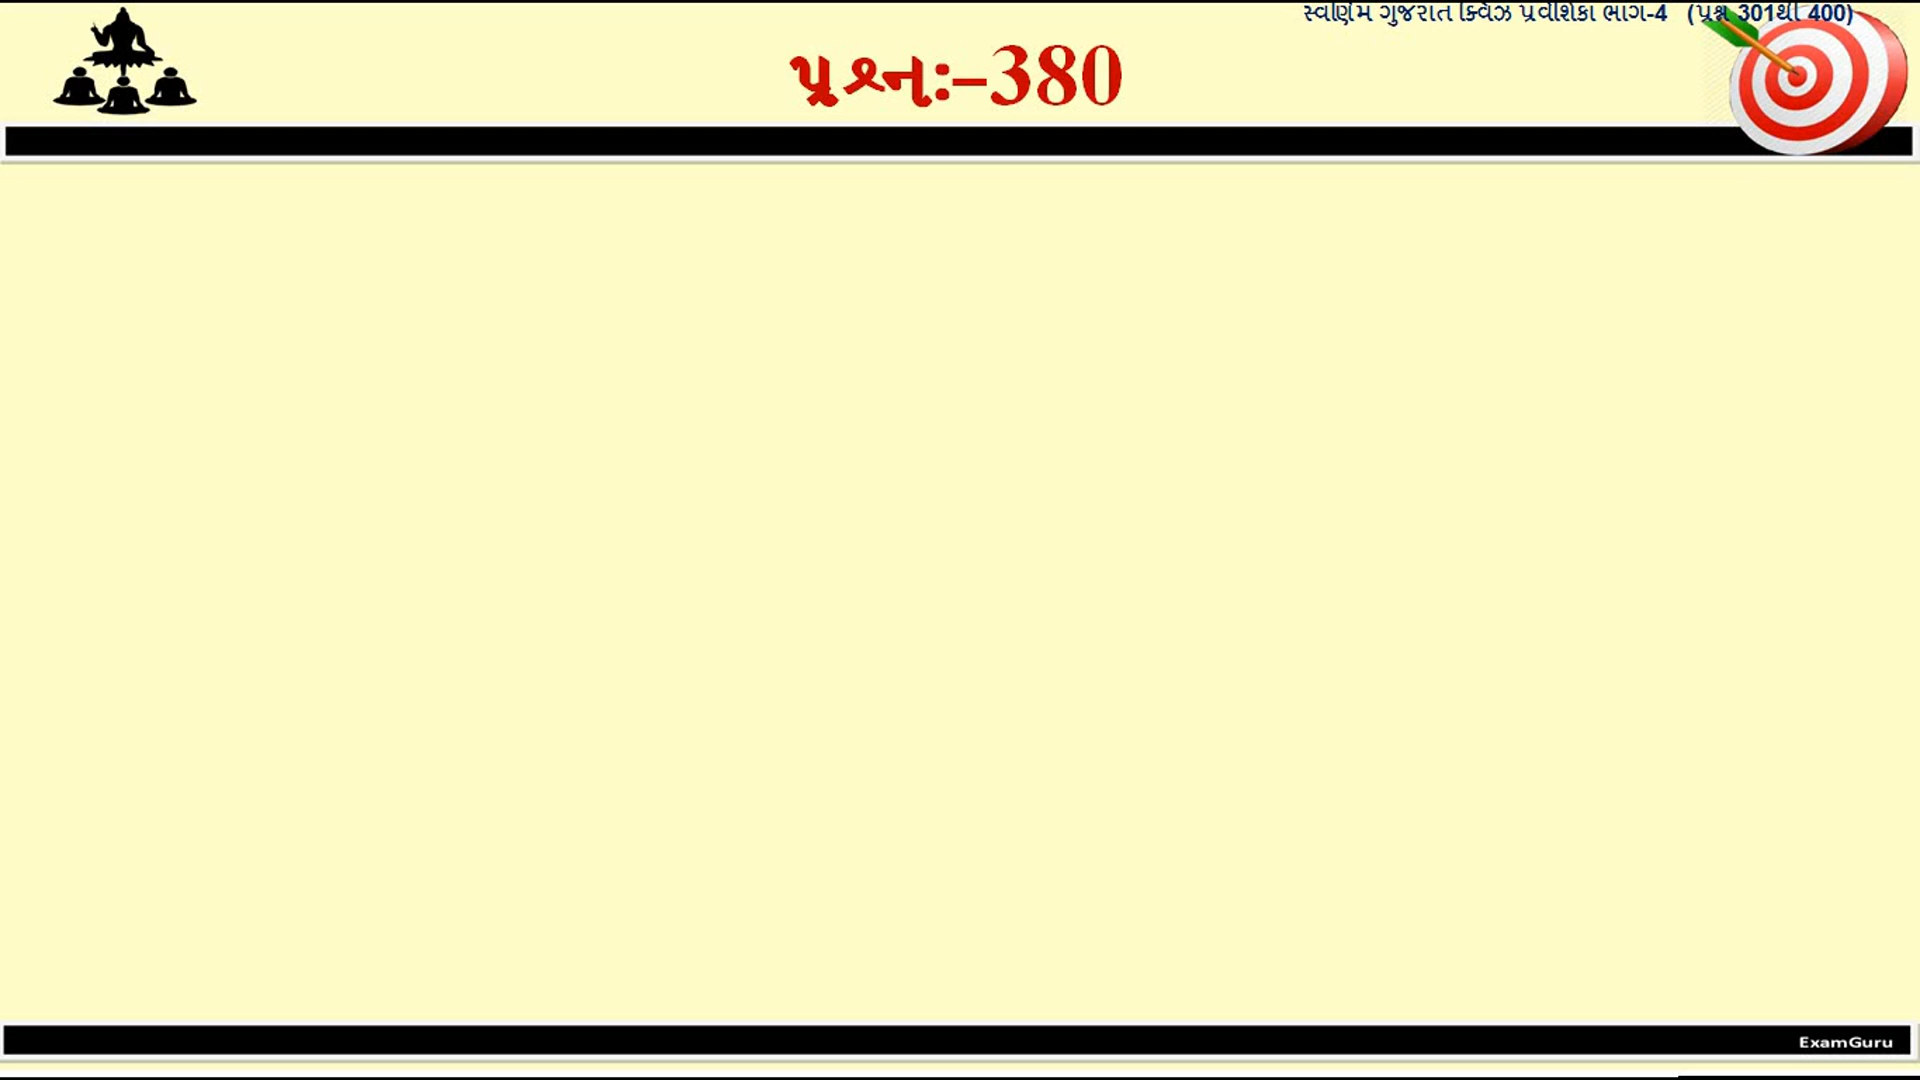 સ્વર્ણિમ ગુજરાત ક્વિઝ પ્રવેશિકા ભાગ-4 (પ્રશ્ન 301થી 400)
પ્રશ્નઃ-380
ExamGuru